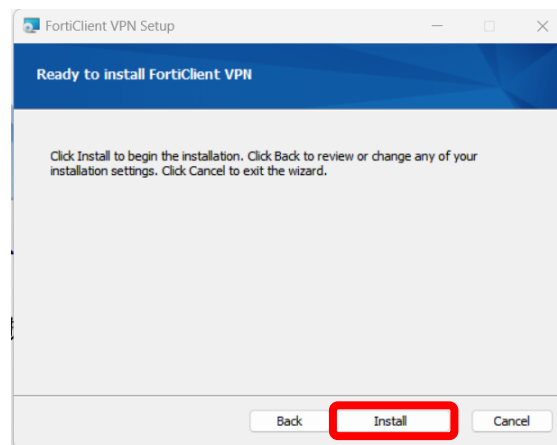 FortiClient VPN Setup
Ready to install FortiClient VPN
Click Install to begin the installation. Click Back to review or change any of your
installation settings. Click Cancel to exit the wizard.
Back Install Cancel